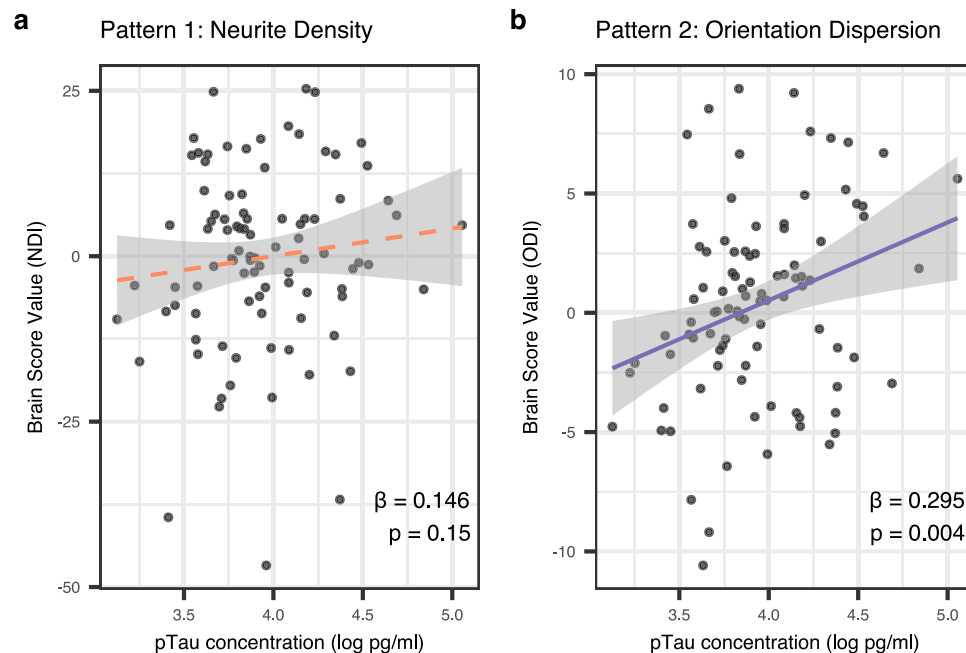 a
Pattern 1: Neurite Density
Brain Score Value (NDI)
25
0
-25
-50
β = 0.146
p = 0.15
3.5 4.0 4.5 5.0
pTau concentration (log pg/ml)
b
Pattern 2: Orientation Dispersion
Brain Score Value (ODI)
10
5
0
-5
-10
β = 0.295
p = 0.004
3.5 4.0 4.5 5.0
pTau concentration (log pg/ml)